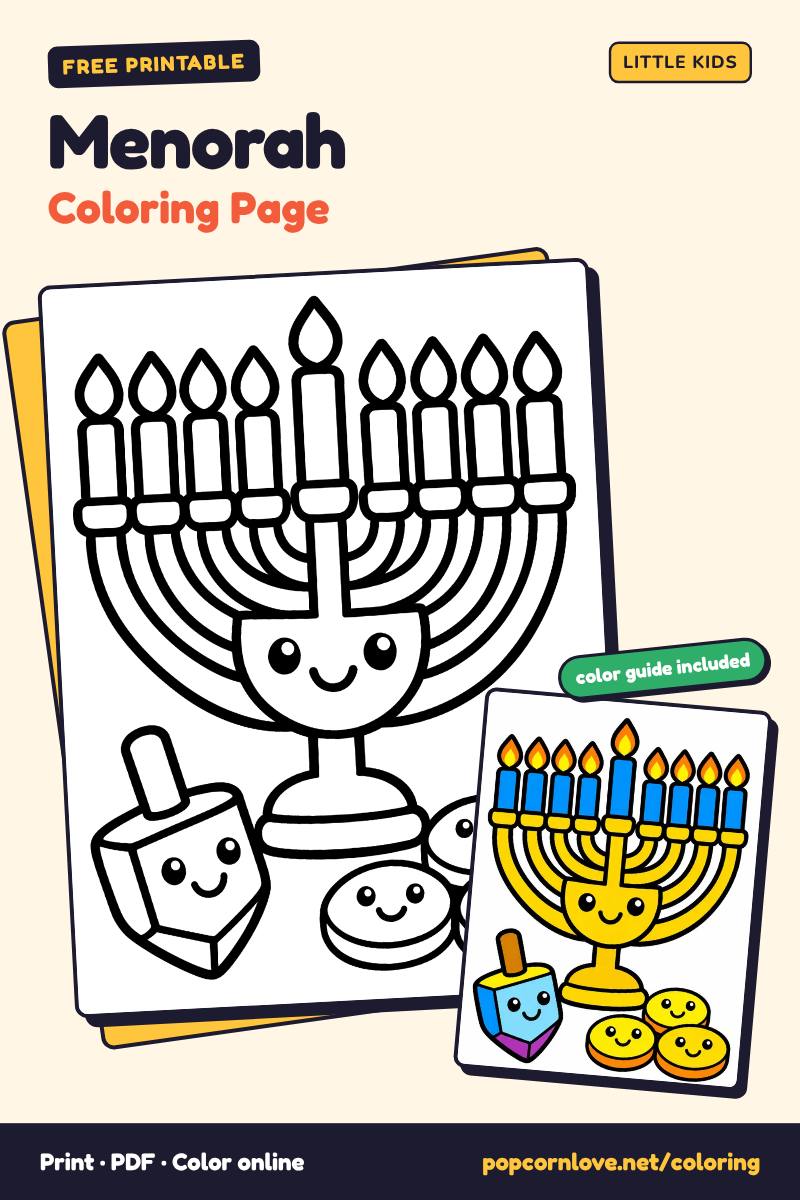 FREE PRINTABLE
LITTLE KIDS
Menorah
Coloring Page
color guide included
Print · PDF · Color online
popcornlove.net/coloring